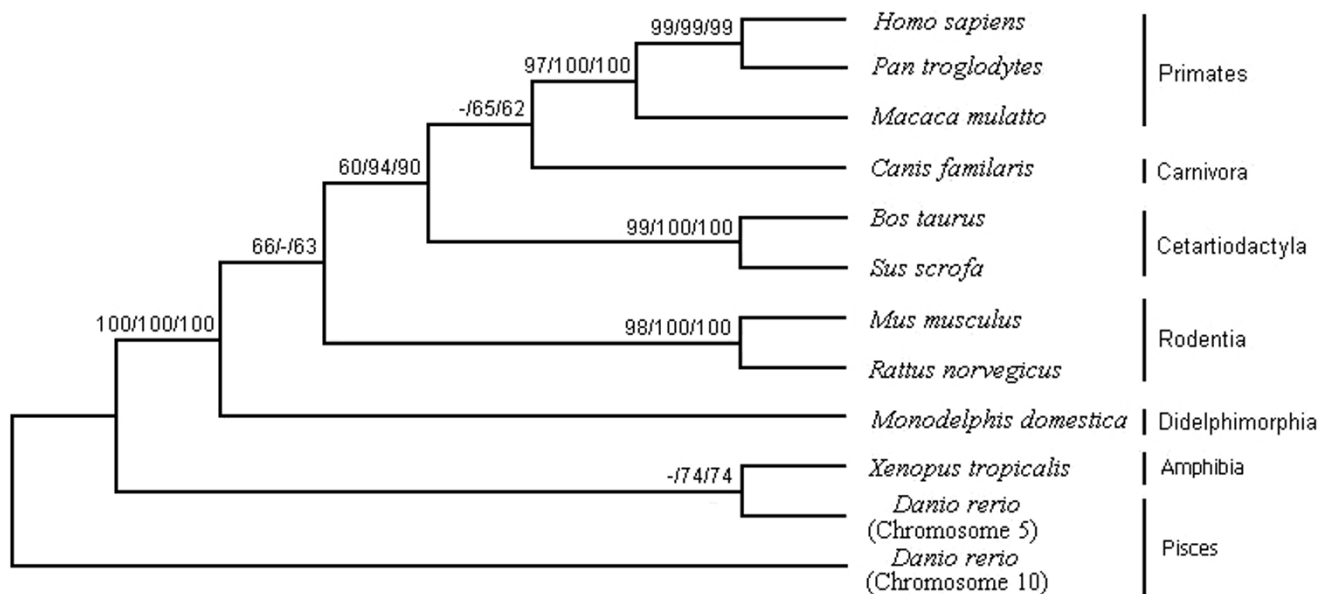 99/99/99
Homo sapiens
Pan troglodytes
Primates
97/100/100
Macaca mulatto
-/65/62
Canis familaris
Carnivora
60/94/90
Bos taurus
99/100/100
Cetartiodactyla
Sus scrofa
66/-/63
Mus musculus
98/100/100
Rodentia
Rattus norvegicus
100/100/100
Monodelphis domestica
Didelphimorphia
Xenopus tropicalis
Amphibia
-/74/74
Danio rerio
(Chromosome 5)
Pisces
Danio rerio
(Chromosome 10)